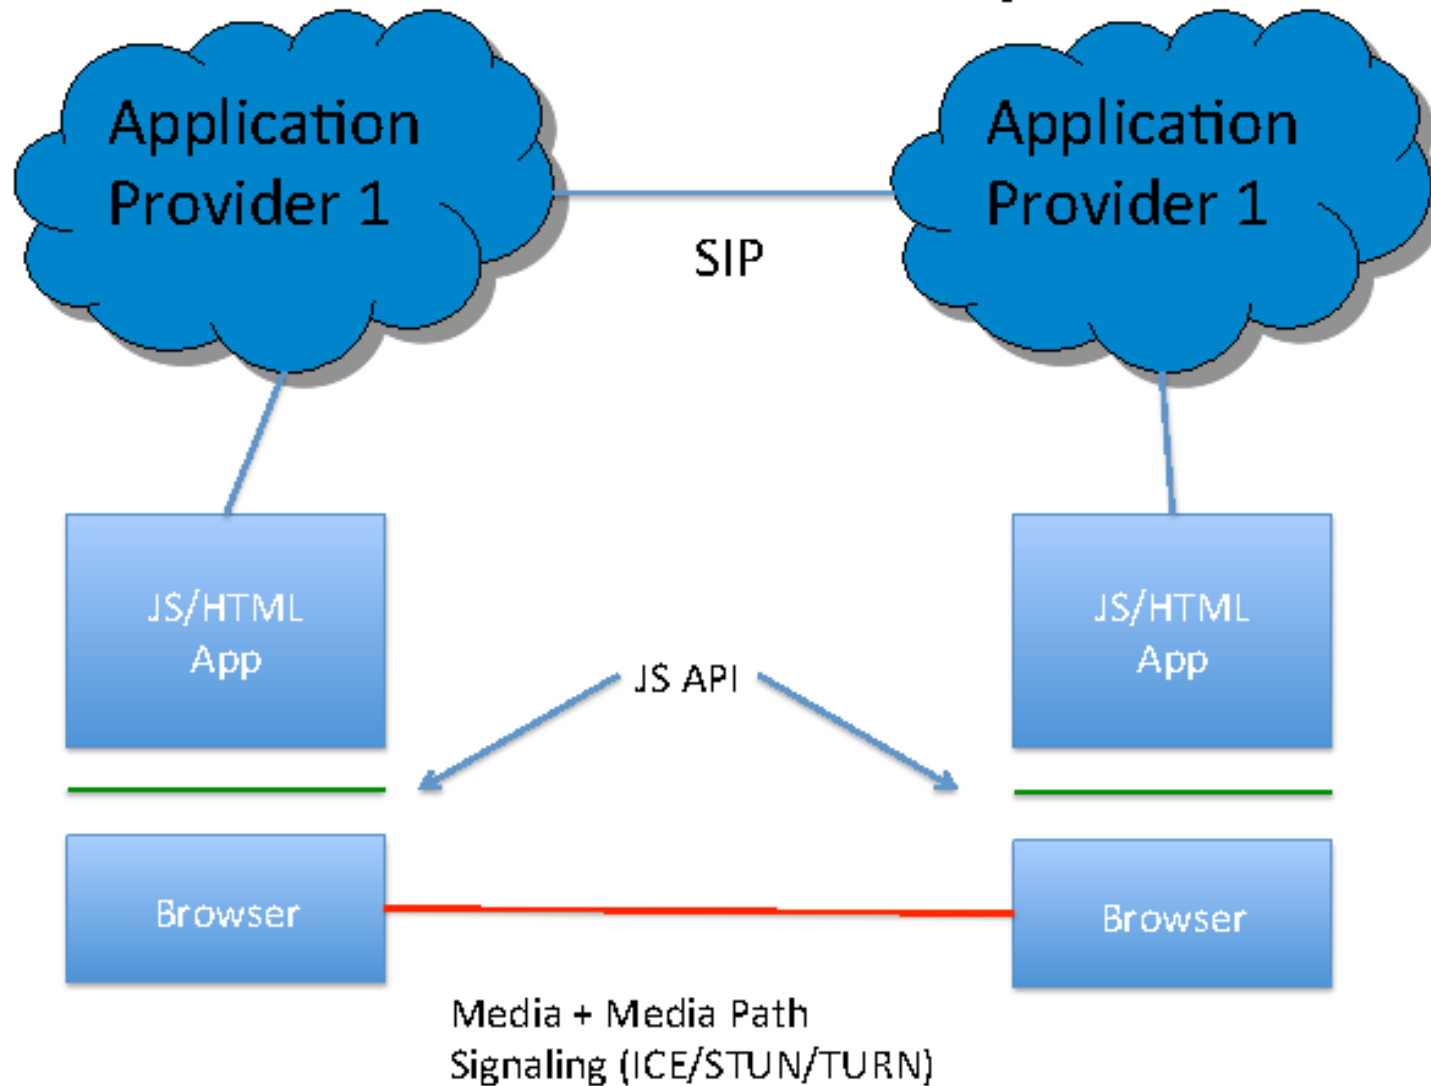 Application
Provider 1
Application
Provider 1
SIP
JS/HTML
App
JS/HTML
App
JS API
Browser
Browser
Media + Media Path
Signaling (ICE/STUN/TURN)